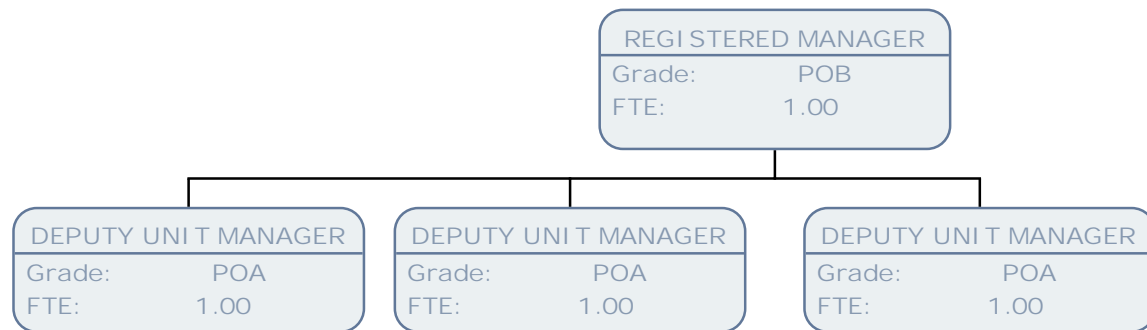 REGISTERED MANAGER
Grade: POB
FTE: 1.00
DEPUTY UNIT MANAGER
Grade: POA
FTE: 1.00
DEPUTY UNIT MANAGER
Grade: POA
FTE: 1.00
DEPUTY UNIT MANAGER
Grade: POA
FTE: 1.00